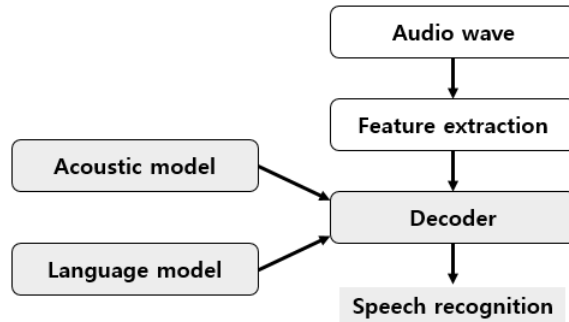 Audio wave
Feature extraction
Acoustic model
Decoder
Language model
Speech recognition